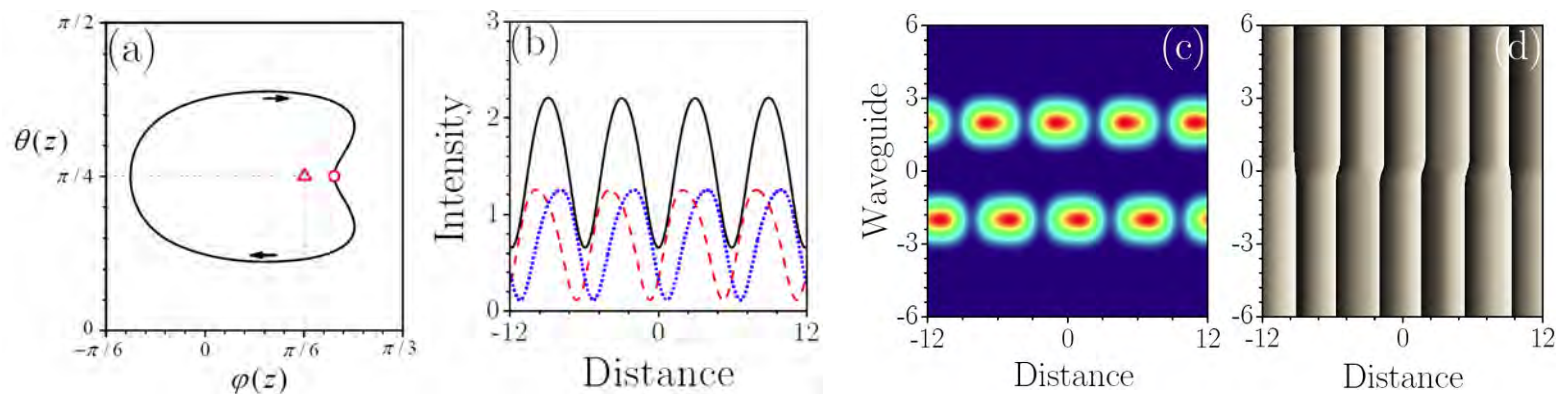 (a)
π/2
θ(z)
π/4
0
−π/6
0
π/6
π/3
φ(z)
(b)
Intensity
3
2
1
0
-12
0
12
Distance
(c)
Waveguide
6
3
0
-3
-6
-12
0
12
Distance
(d)
6
3
0
-3
-6
-12
0
12
Distance